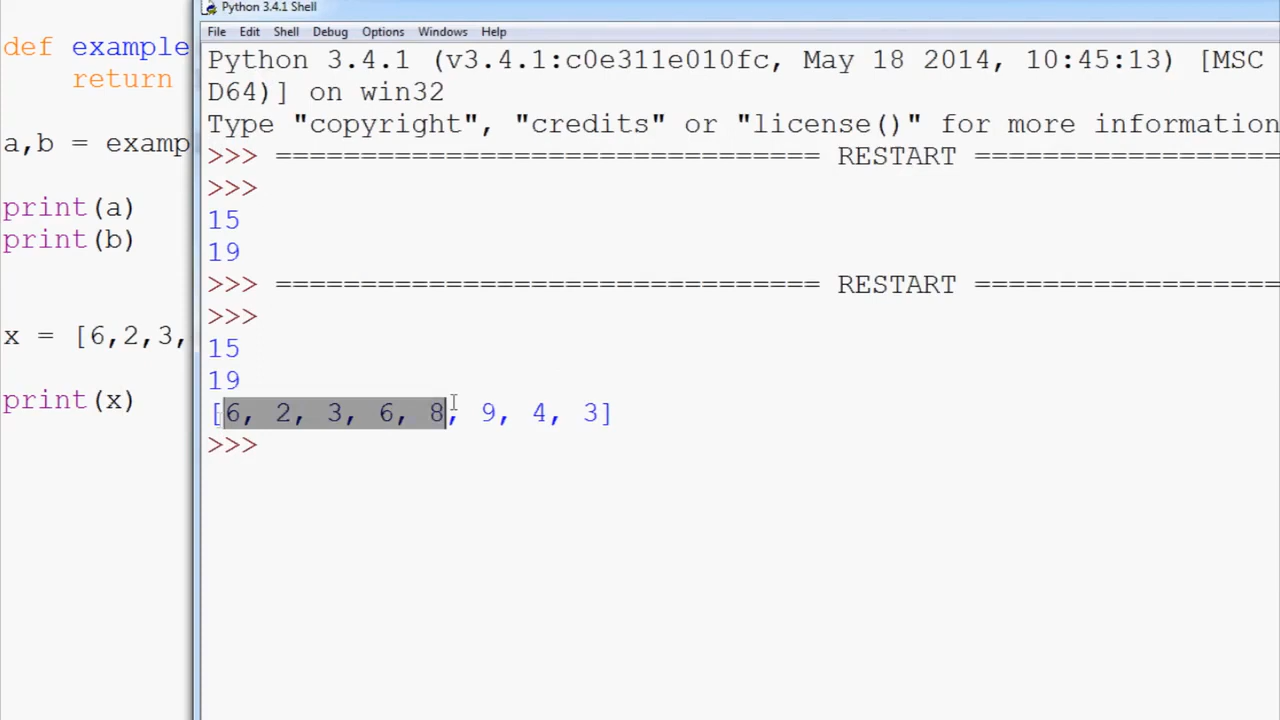 Python 3.4.1 Shell
File Edit Shell Debug Options Windows Help
def example
return
a,b = examp
print(a)
print(b)
x = [6,2,3,
print(x)
Python 3.4.1 (v3.4.1:c0e311e010fc, May 18 2014, 10:45:13) [MSC
D64)] on win32
Type "copyright", "credits" or "license()" for more information
>>> ================================ RESTART ==================
>>>
15
19
>>> ================================ RESTART ==================
>>>
15
19
[6, 2, 3, 6, 8, 9, 4, 3]
>>>